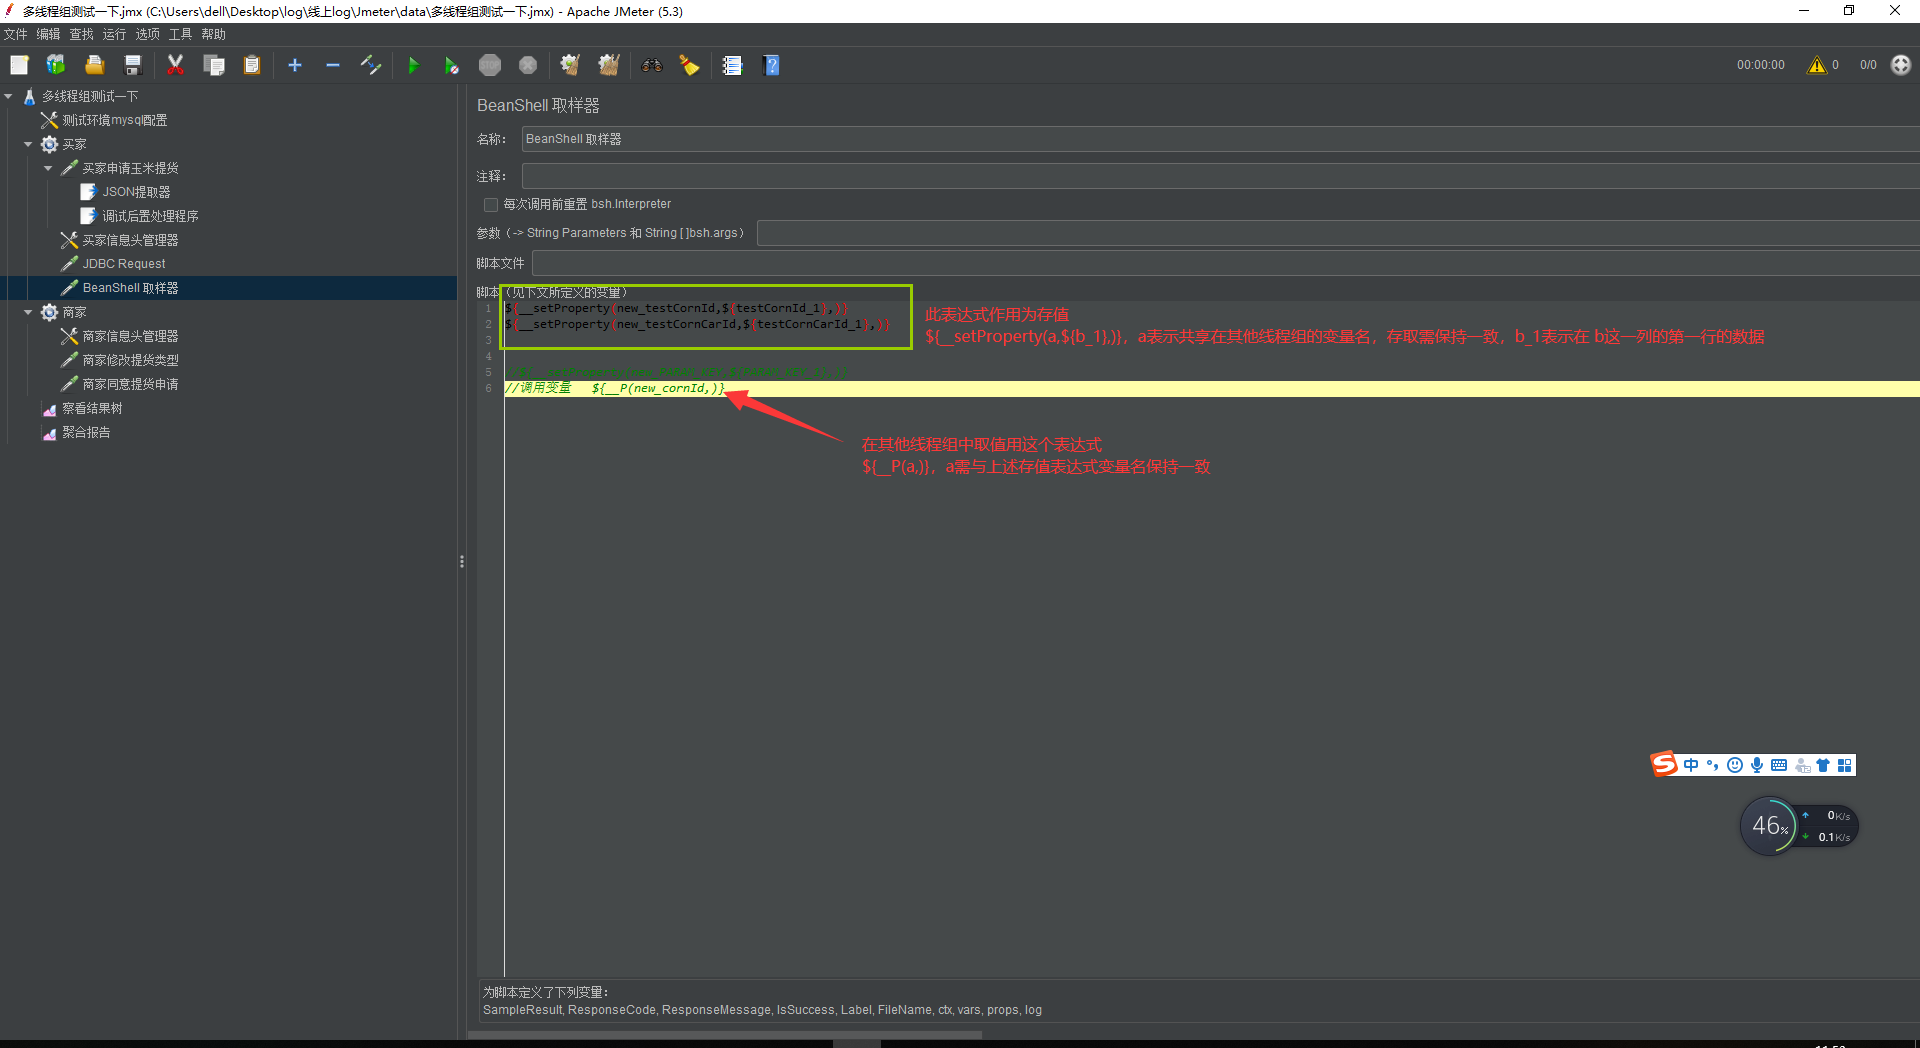 多线程组测试一下.jmx (C:\Users\dell\Desktop\log\线上log\Jmeter\data\多线程组测试一下.jmx) - Apache JMeter (5.3)
文件 编辑 查找 运行 选项 工具 帮助
00:00:00 0 0/0
多线程组测试一下
测试环境mysql配置
买家
买家申请玉米提货
JSON提取器
调试后置处理程序
买家信息头管理器
JDBC Request
BeanShell 取样器
商家
商家信息头管理器
商家修改提货类型
商家同意提货申请
察看结果树
聚合报告
BeanShell 取样器
名称： BeanShell 取样器
注释：
每次调用前重置 bsh.Interpreter
参数（-> String Parameters 和 String [ ]bsh.args）
脚本文件
脚本（见下文所定义的变量）
1 ${__setProperty(new_testCornId,${testCornId_1},)}
2 ${__setProperty(new_testCornCarId,${testCornCarId_1},)}
3
4
5
6 //调用变量 ${__P(new_cornId,)}
此表达式作用为存值
${__setProperty(a,${b_1},)}，a表示共享在其他线程组的变量名，存取需保持一致，b_1表示在 b这一列的第一行的数据
在其他线程组中取值用这个表达式
${__P(a,)}，a需与上述存值表达式变量名保持一致
中
46%
0K/s
0.1K/s
为脚本定义了下列变量：
SampleResult, ResponseCode, ResponseMessage, IsSuccess, Label, FileName, ctx, vars, props, log